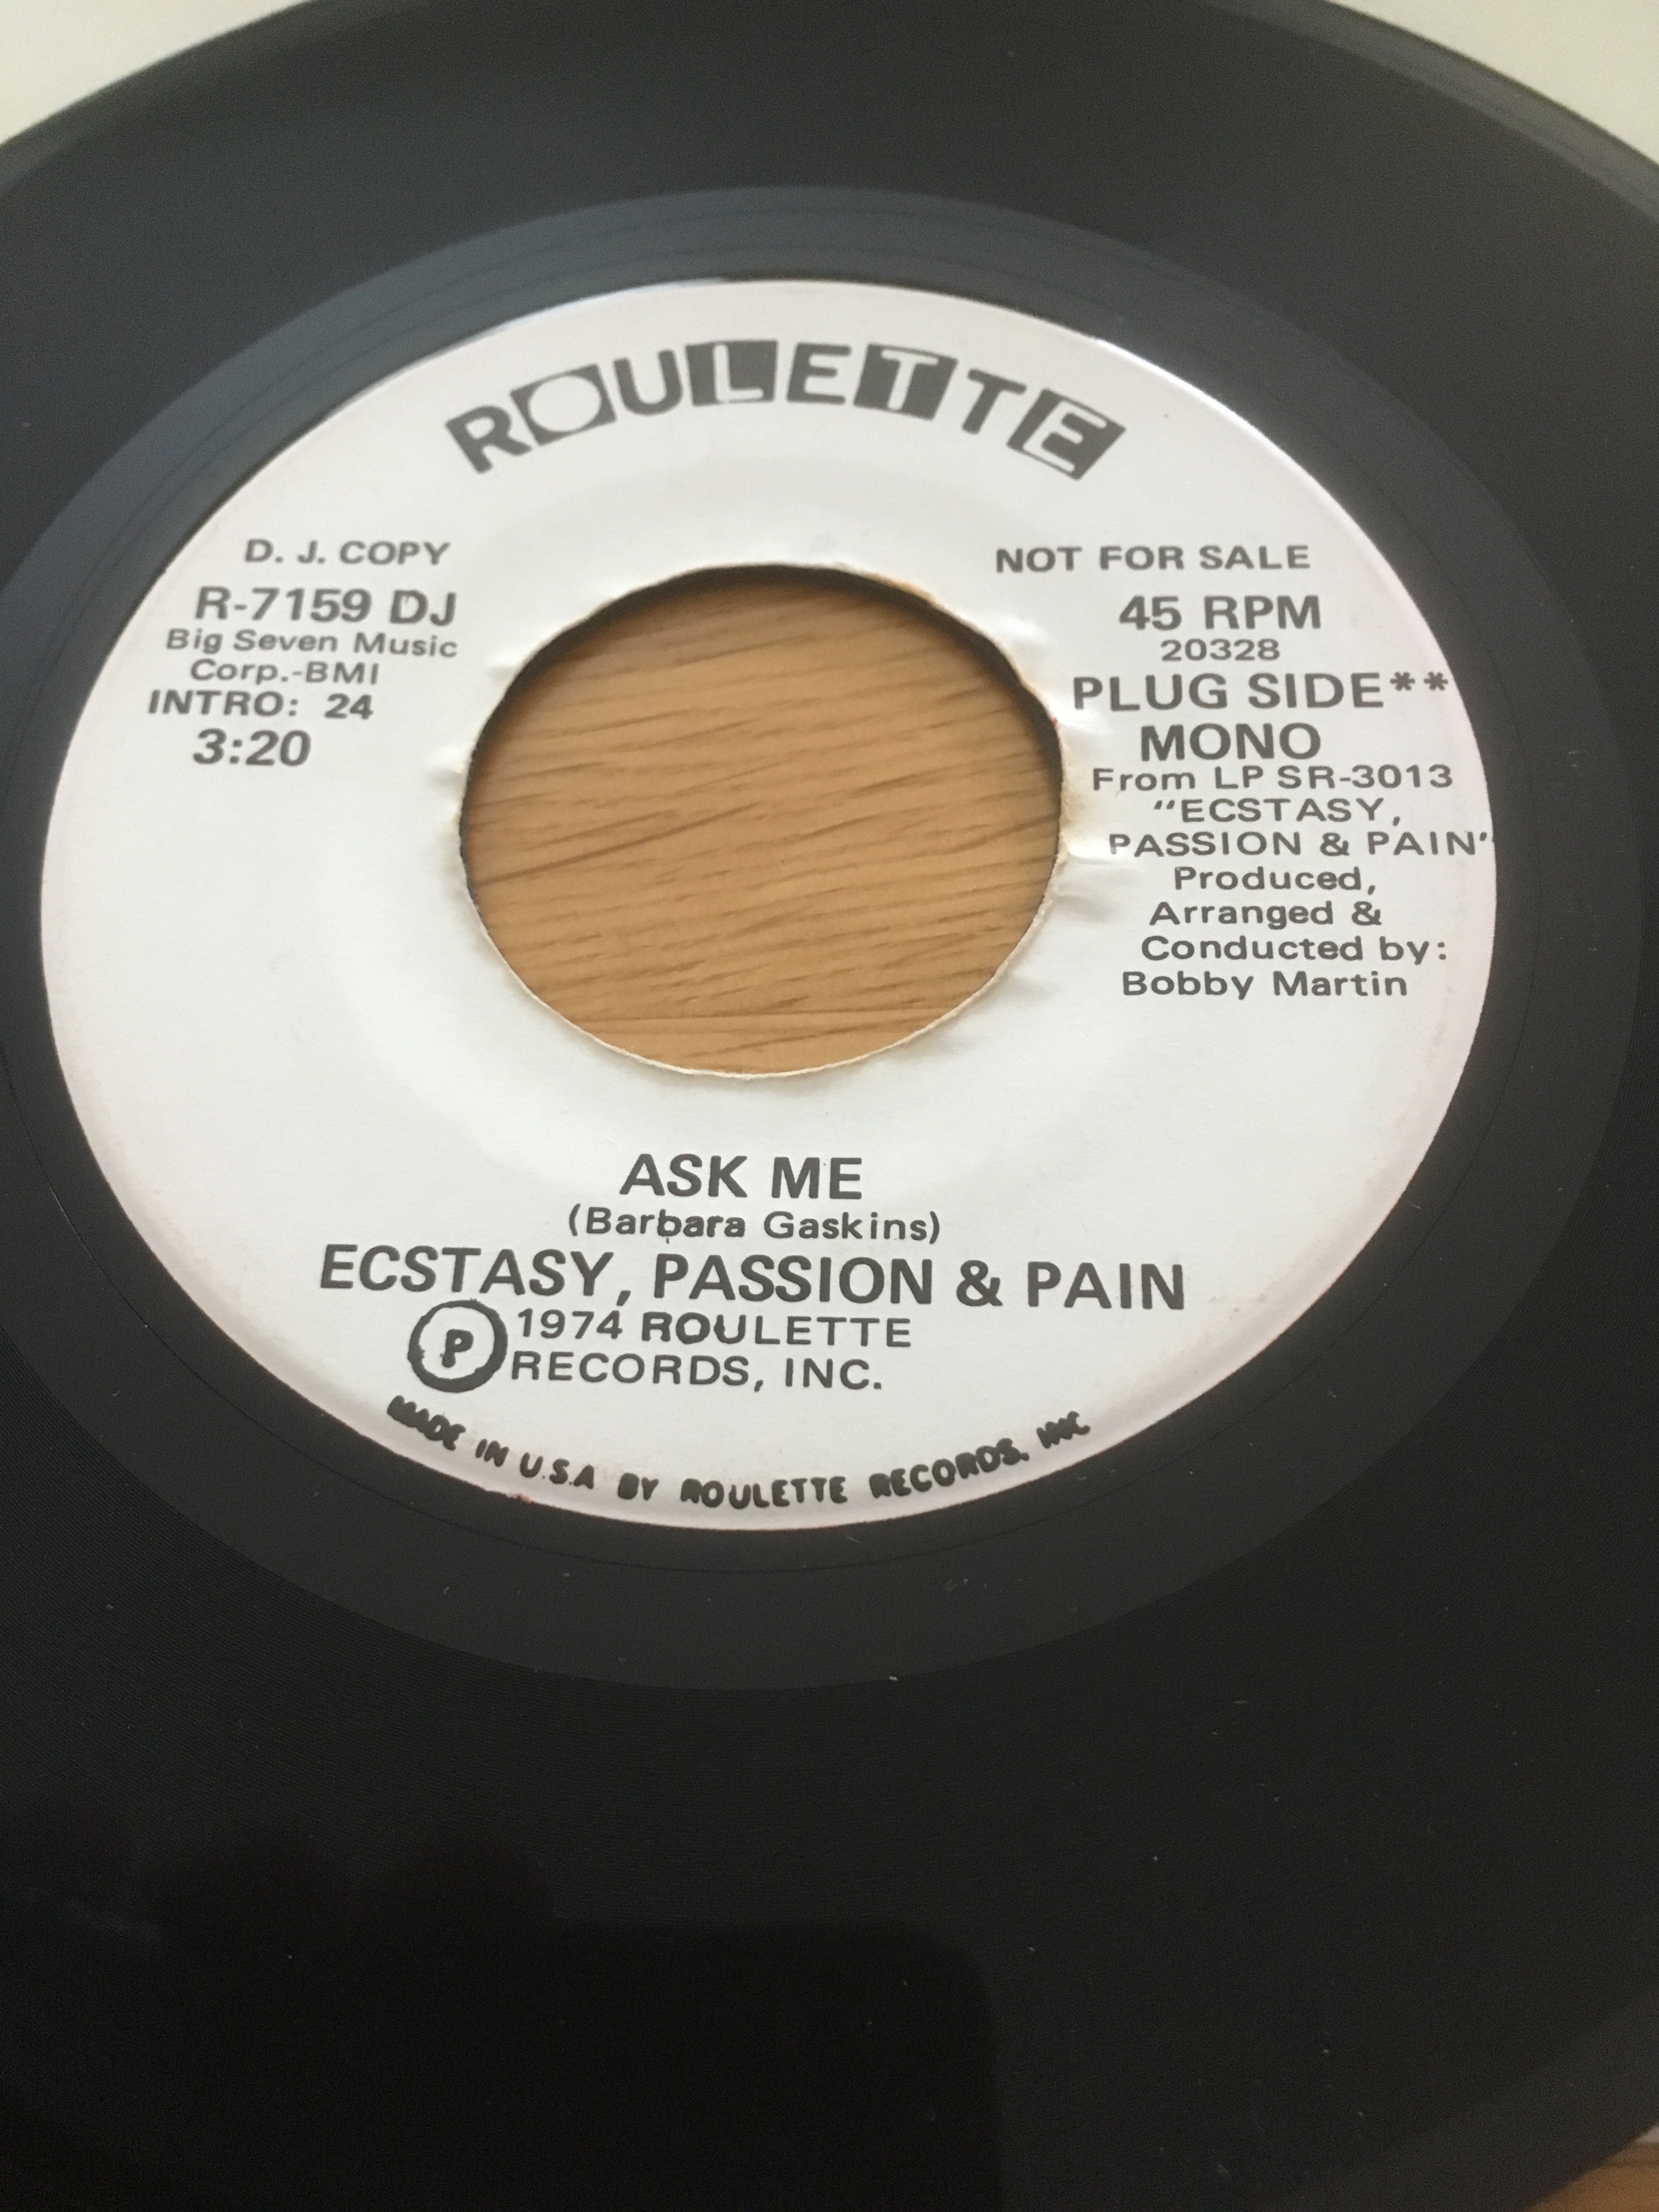 ROULETTE
D. J. COPY
R-7159 DJ
Big Seven Music
Corp.-BMI
INTRO: 24
3:20
NOT FOR SALE
45 RPM
20328
PLUG SIDE**
MONO
From LP SR-3013
"ECSTASY,
PASSION & PAIN"
Produced,
Arranged &
Conducted by:
Bobby Martin
ASK ME
(Barbara Gaskins)
ECSTASY, PASSION & PAIN
Ⓟ 1974 ROULETTE
RECORDS, INC.
MADE IN U.S.A BY ROULETTE RECORDS, INC